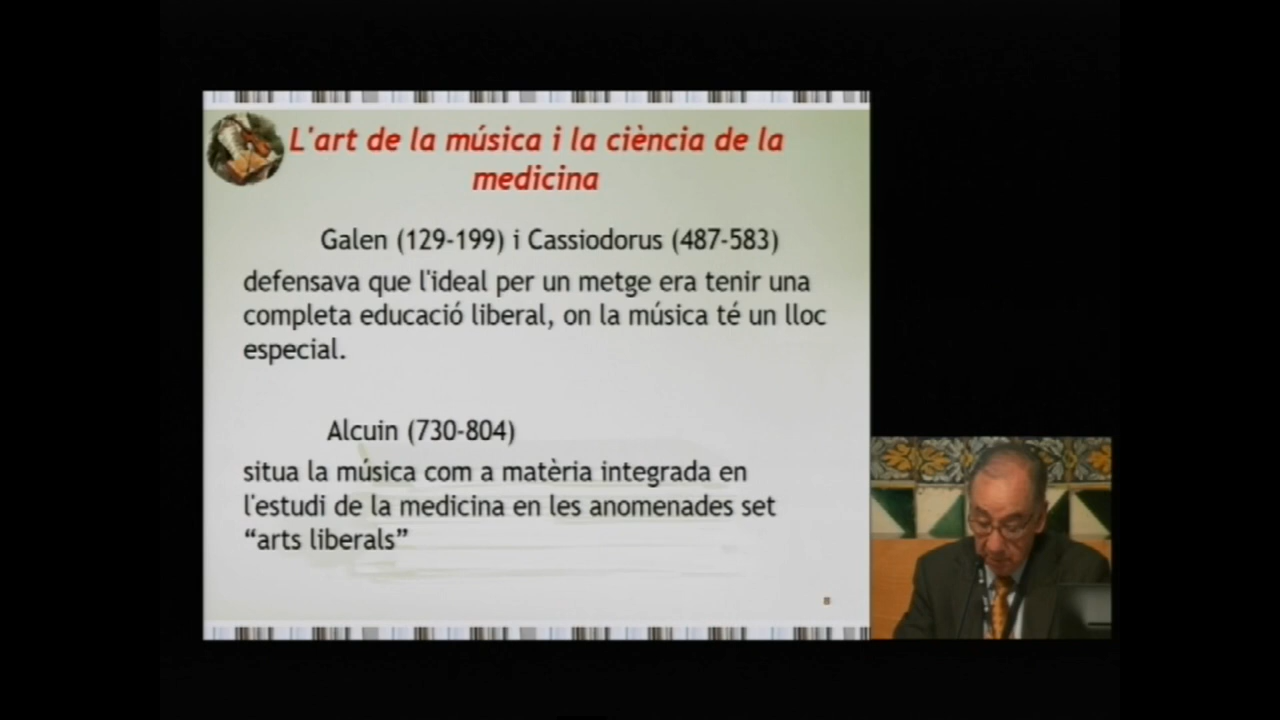 L'art de la música i la ciència de la
medicina
Galen (129-199) i Cassiodorus (487-583)
defensava que l'ideal per un metge era tenir una
completa educació liberal, on la música té un lloc
especial.
Alcuin (730-804)
situa la música com a matèria integrada en
l'estudi de la medicina en les anomenades set
“arts liberals”